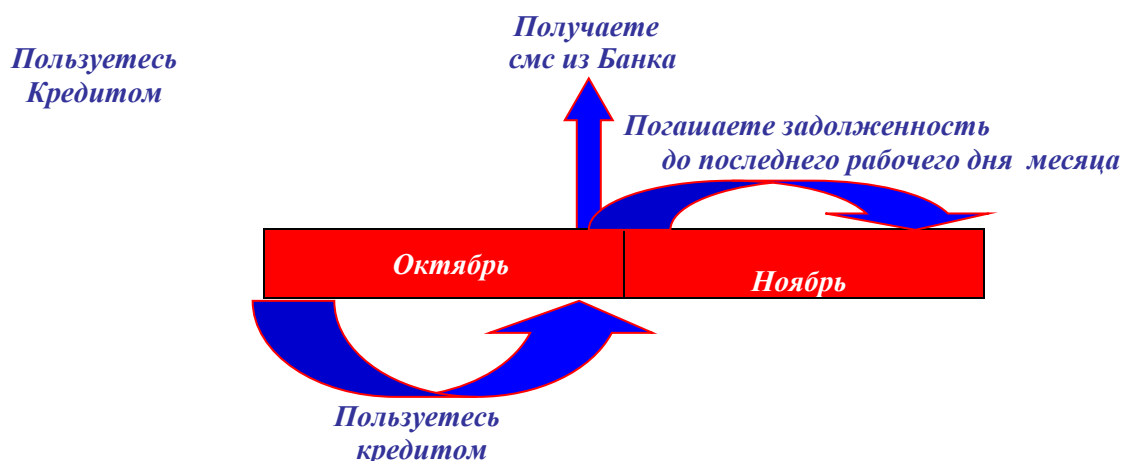 Получаете
смс из Банка
Пользуетесь
Кредитом
Погашаете задолженность
до последнего рабочего дня месяца
Октябрь
Ноябрь
Пользуетесь
кредитом